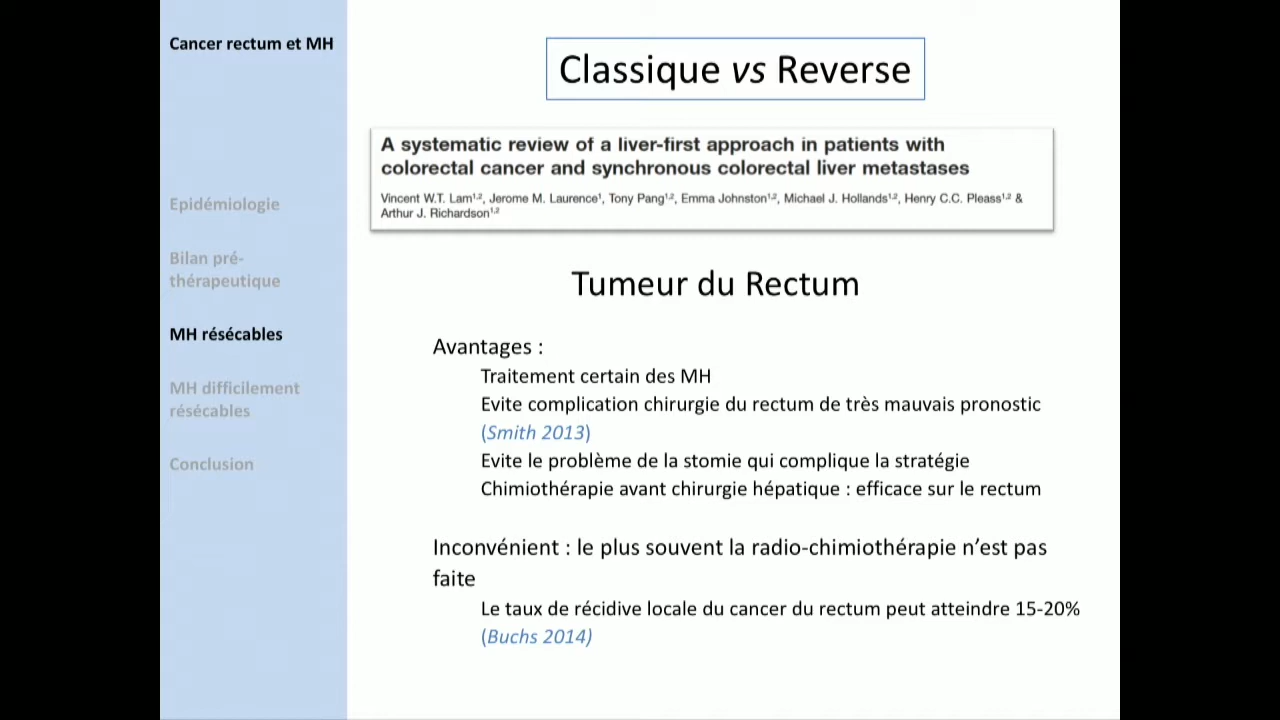 Cancer rectum et MH
Epidémiologie
Bilan pré-
thérapeutique
MH résécables
MH difficilement
résécables
Conclusion
Classique vs Reverse
A systematic review of a liver-first approach in patients with
colorectal cancer and synchronous colorectal liver metastases
Vincent W.T. Lam¹,², Jerome M. Laurence¹, Tony Pang¹,², Emma Johnston¹,², Michael J. Hollands¹,², Henry C.C. Pleass¹,² &
Arthur J. Richardson¹,²
Tumeur du Rectum
Avantages :
Traitement certain des MH
Evite complication chirurgie du rectum de très mauvais pronostic
(Smith 2013)
Evite le problème de la stomie qui complique la stratégie
Chimiothérapie avant chirurgie hépatique : efficace sur le rectum
Inconvénient : le plus souvent la radio-chimiothérapie n’est pas
faite
Le taux de récidive locale du cancer du rectum peut atteindre 15-20%
(Buchs 2014)